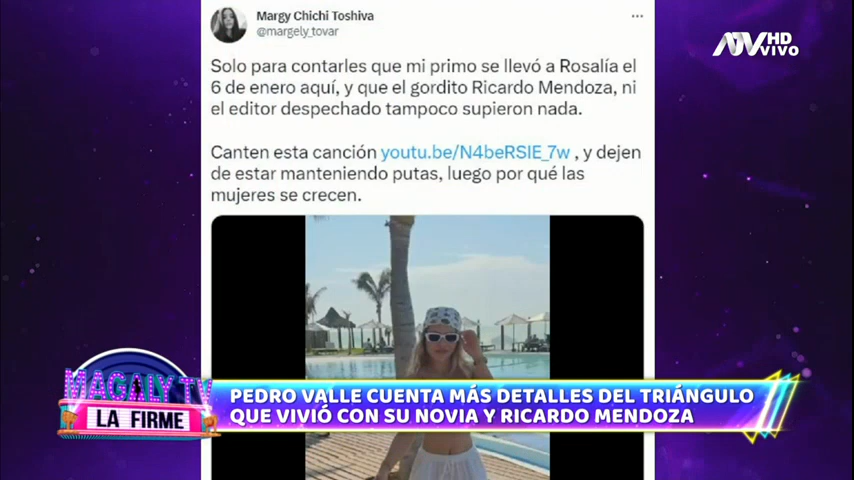 Margy Chichi Toshiva
@margely_tovar
Solo para contarles que mi primo se llevó a Rosalía el
6 de enero aquí, y que el gordito Ricardo Mendoza, ni
el editor despechado tampoco supieron nada.
Canten esta canción youtu.be/N4beRSIE_7w , y dejen
de estar manteniendo putas, luego por qué las
mujeres se crecen.
ATV HD
VIVO
MAGALY TV
LA FIRME
PEDRO VALLE CUENTA MÁS DETALLES DEL TRIÁNGULO
QUE VIVIÓ CON SU NOVIA Y RICARDO MENDOZA